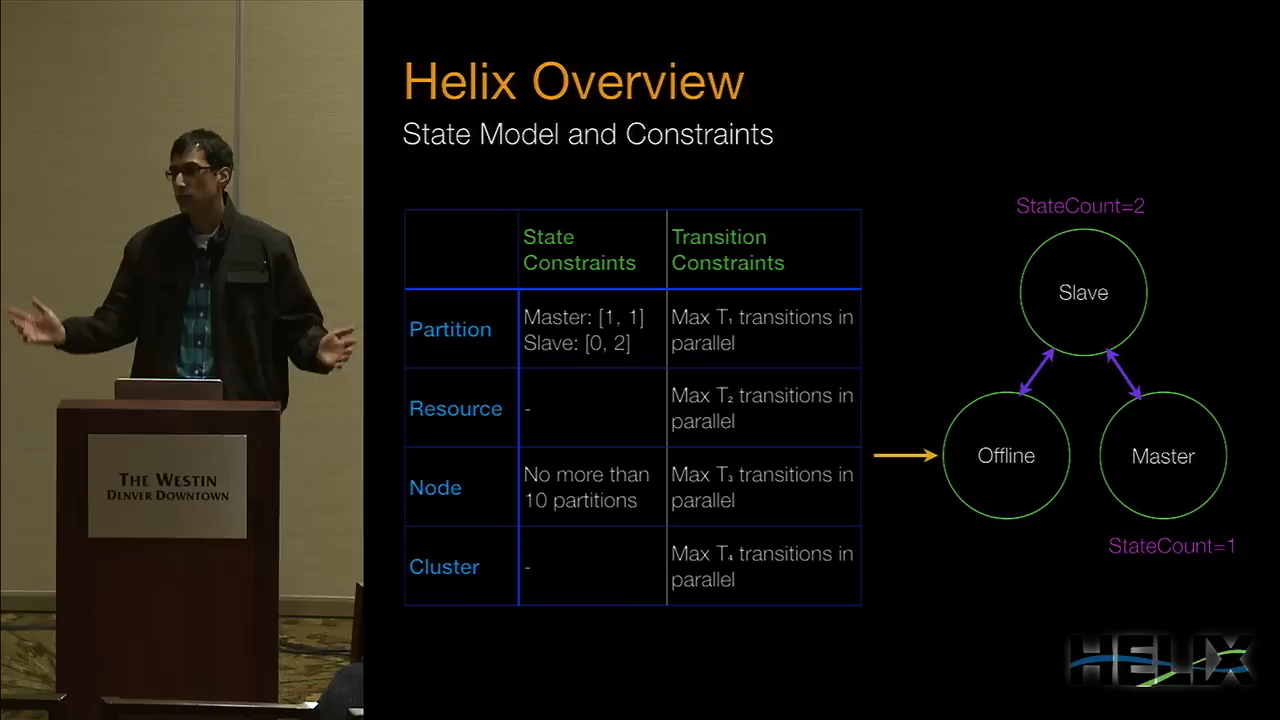 Helix Overview
State Model and Constraints
State
Constraints
Transition
Constraints
Partition
Master: [1, 1]
Slave: [0, 2]
Max T₁ transitions in
parallel
Resource
-
Max T₂ transitions in
parallel
Node
No more than
10 partitions
Max T₃ transitions in
parallel
Cluster
-
Max T₄ transitions in
parallel
StateCount=2
Slave
Offline
Master
StateCount=1
HELIX
THE WESTIN
DENVER DOWNTOWN